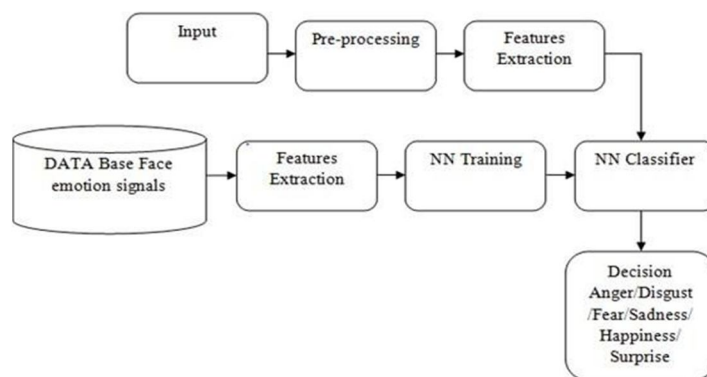 Input
Pre-processing
Features
Extraction
DATA Base Face
emotion signals
Features
Extraction
NN Training
NN Classifier
Decision
Anger/Disgust
/Fear/Sadness/
Happiness/
Surprise